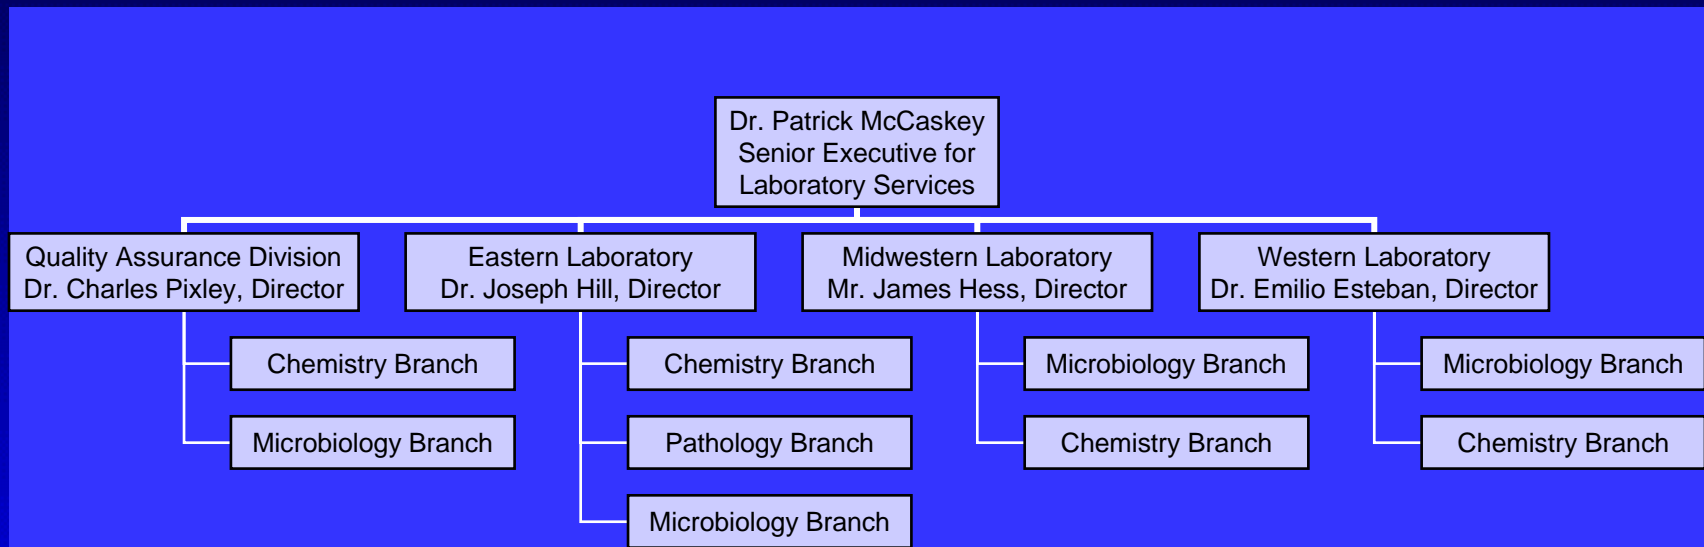 Dr. Patrick McCaskey
Senior Executive for
Laboratory Services
Quality Assurance Division
Dr. Charles Pixley, Director
Eastern Laboratory
Dr. Joseph Hill, Director
Midwestern Laboratory
Mr. James Hess, Director
Western Laboratory
Dr. Emilio Esteban, Director
Chemistry Branch
Microbiology Branch
Chemistry Branch
Pathology Branch
Microbiology Branch
Microbiology Branch
Chemistry Branch
Microbiology Branch
Chemistry Branch